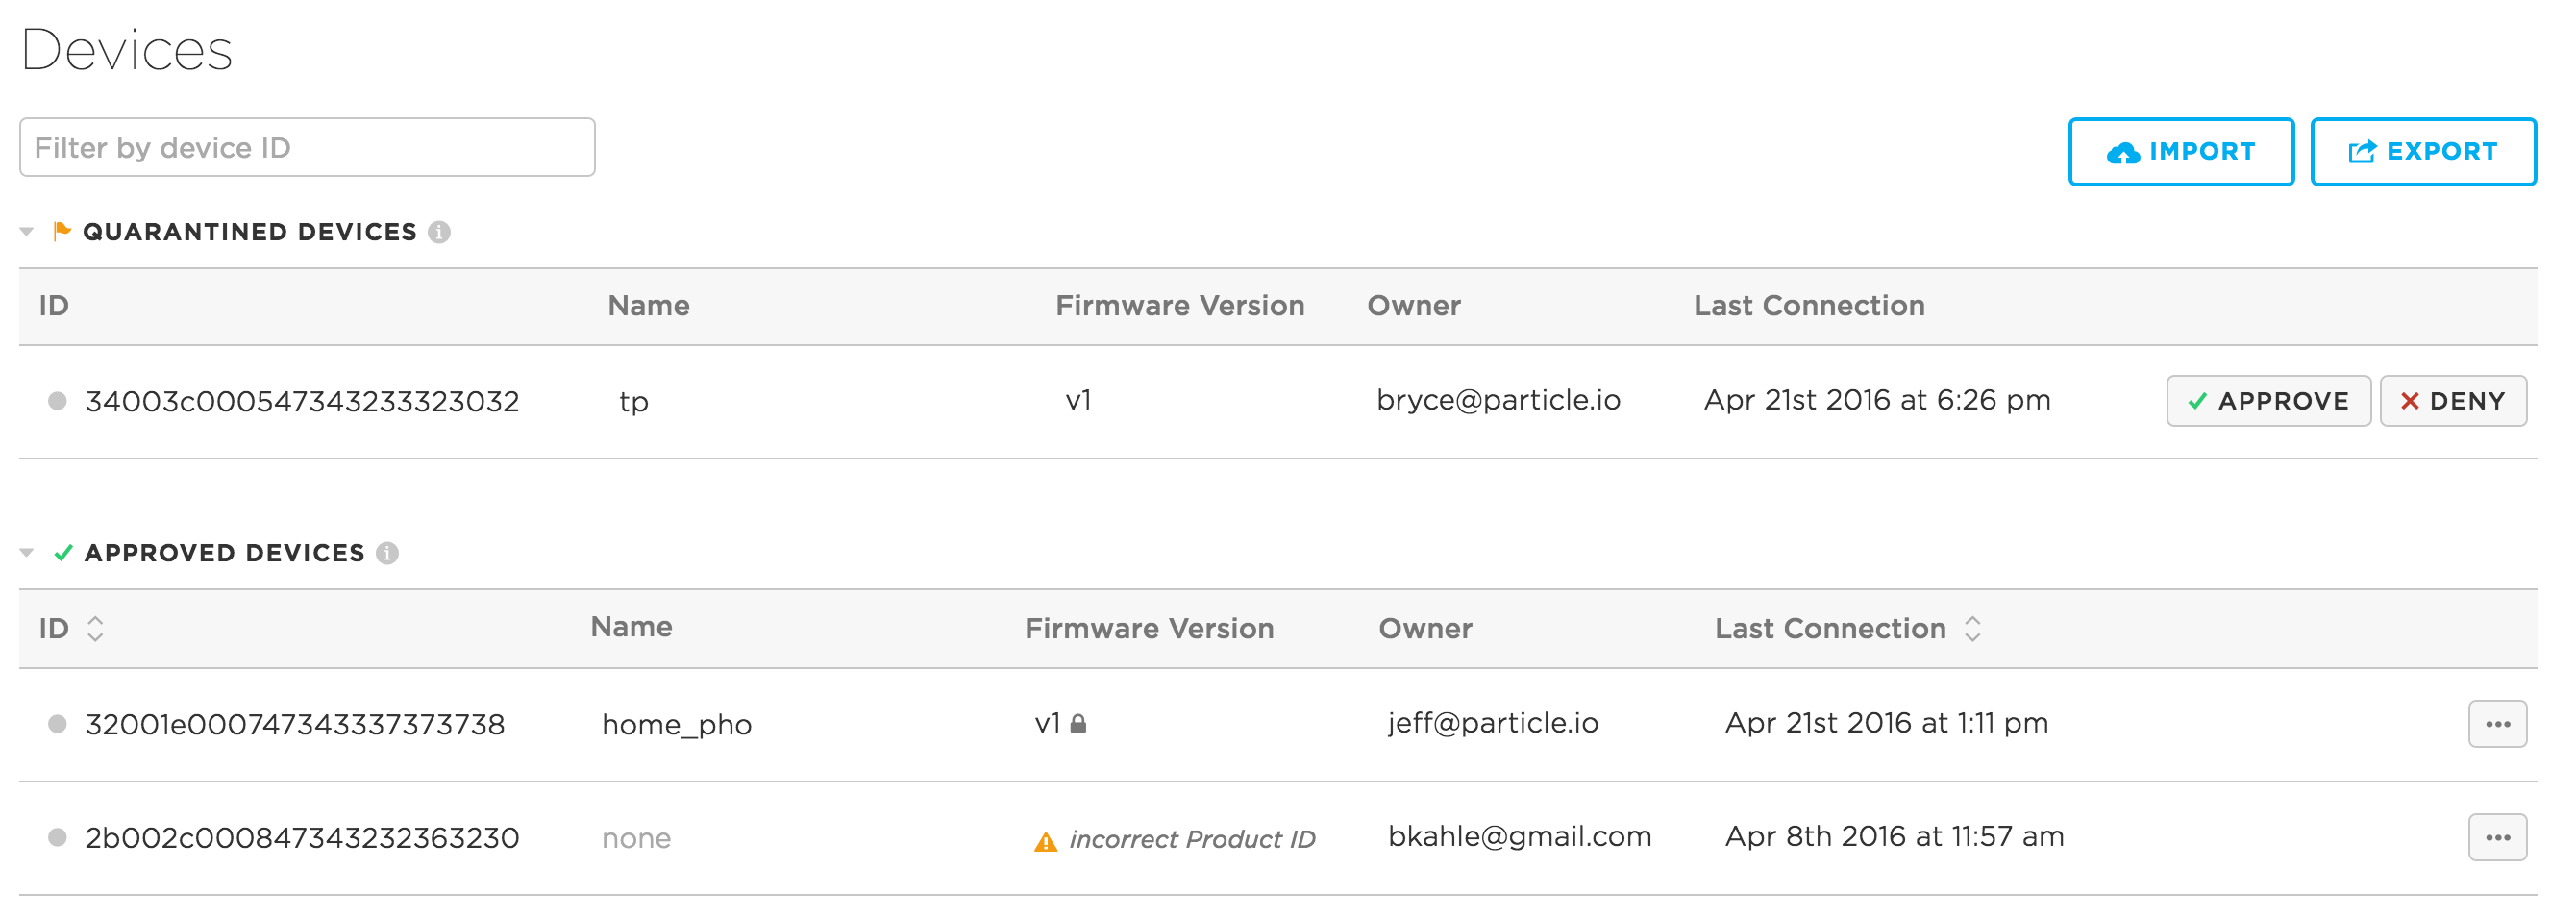 Devices
Filter by device ID
IMPORT
EXPORT
QUARANTINED DEVICES
ID Name Firmware Version Owner Last Connection
34003c000547343233323032 tp v1 bryce@particle.io Apr 21st 2016 at 6:26 pm APPROVE DENY
APPROVED DEVICES
ID Name Firmware Version Owner Last Connection
32001e000747343337373738 home_pho v1 jeff@particle.io Apr 21st 2016 at 1:11 pm
2b002c000847343232363230 none incorrect Product ID bkahle@gmail.com Apr 8th 2016 at 11:57 am